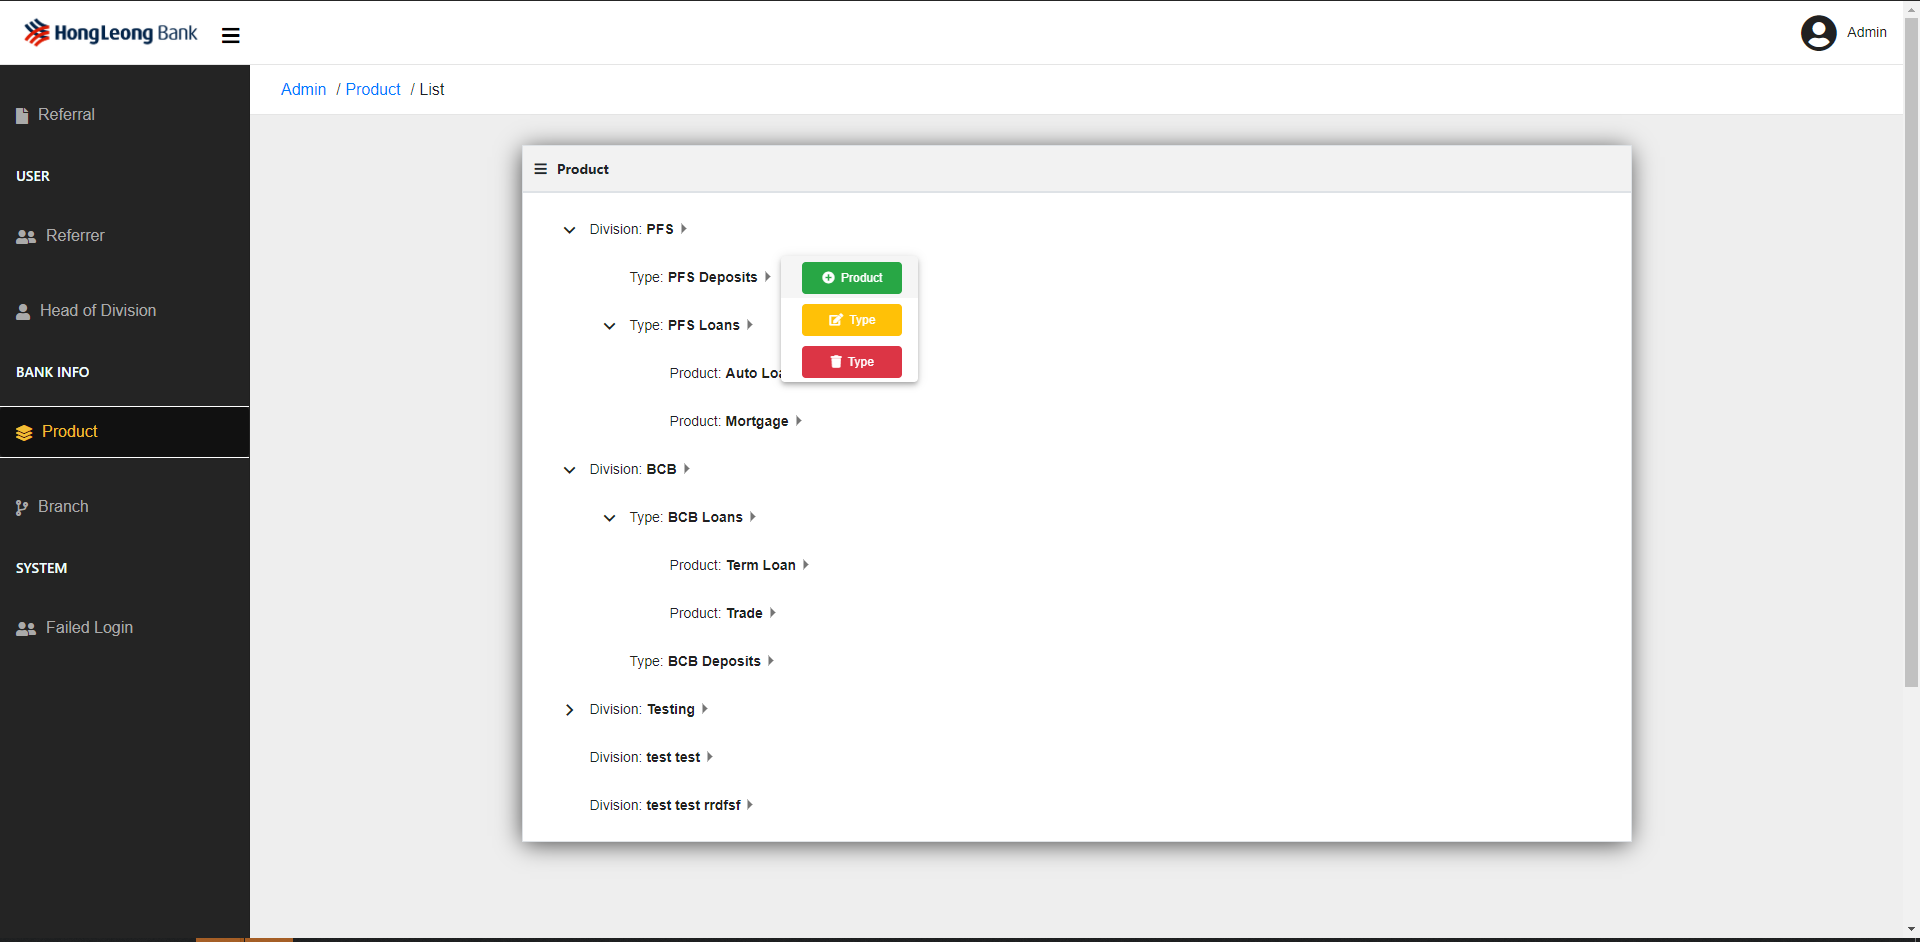 HongLeong Bank
Admin
Admin / Product / List
Referral
USER
Referrer
Head of Division
BANK INFO
Product
Branch
SYSTEM
Failed Login
Product
Division: PFS
Type: PFS Deposits
Product
Type
Type
Type: PFS Loans
Product: Auto Loa
Product: Mortgage
Division: BCB
Type: BCB Loans
Product: Term Loan
Product: Trade
Type: BCB Deposits
Division: Testing
Division: test test
Division: test test rrdfsf